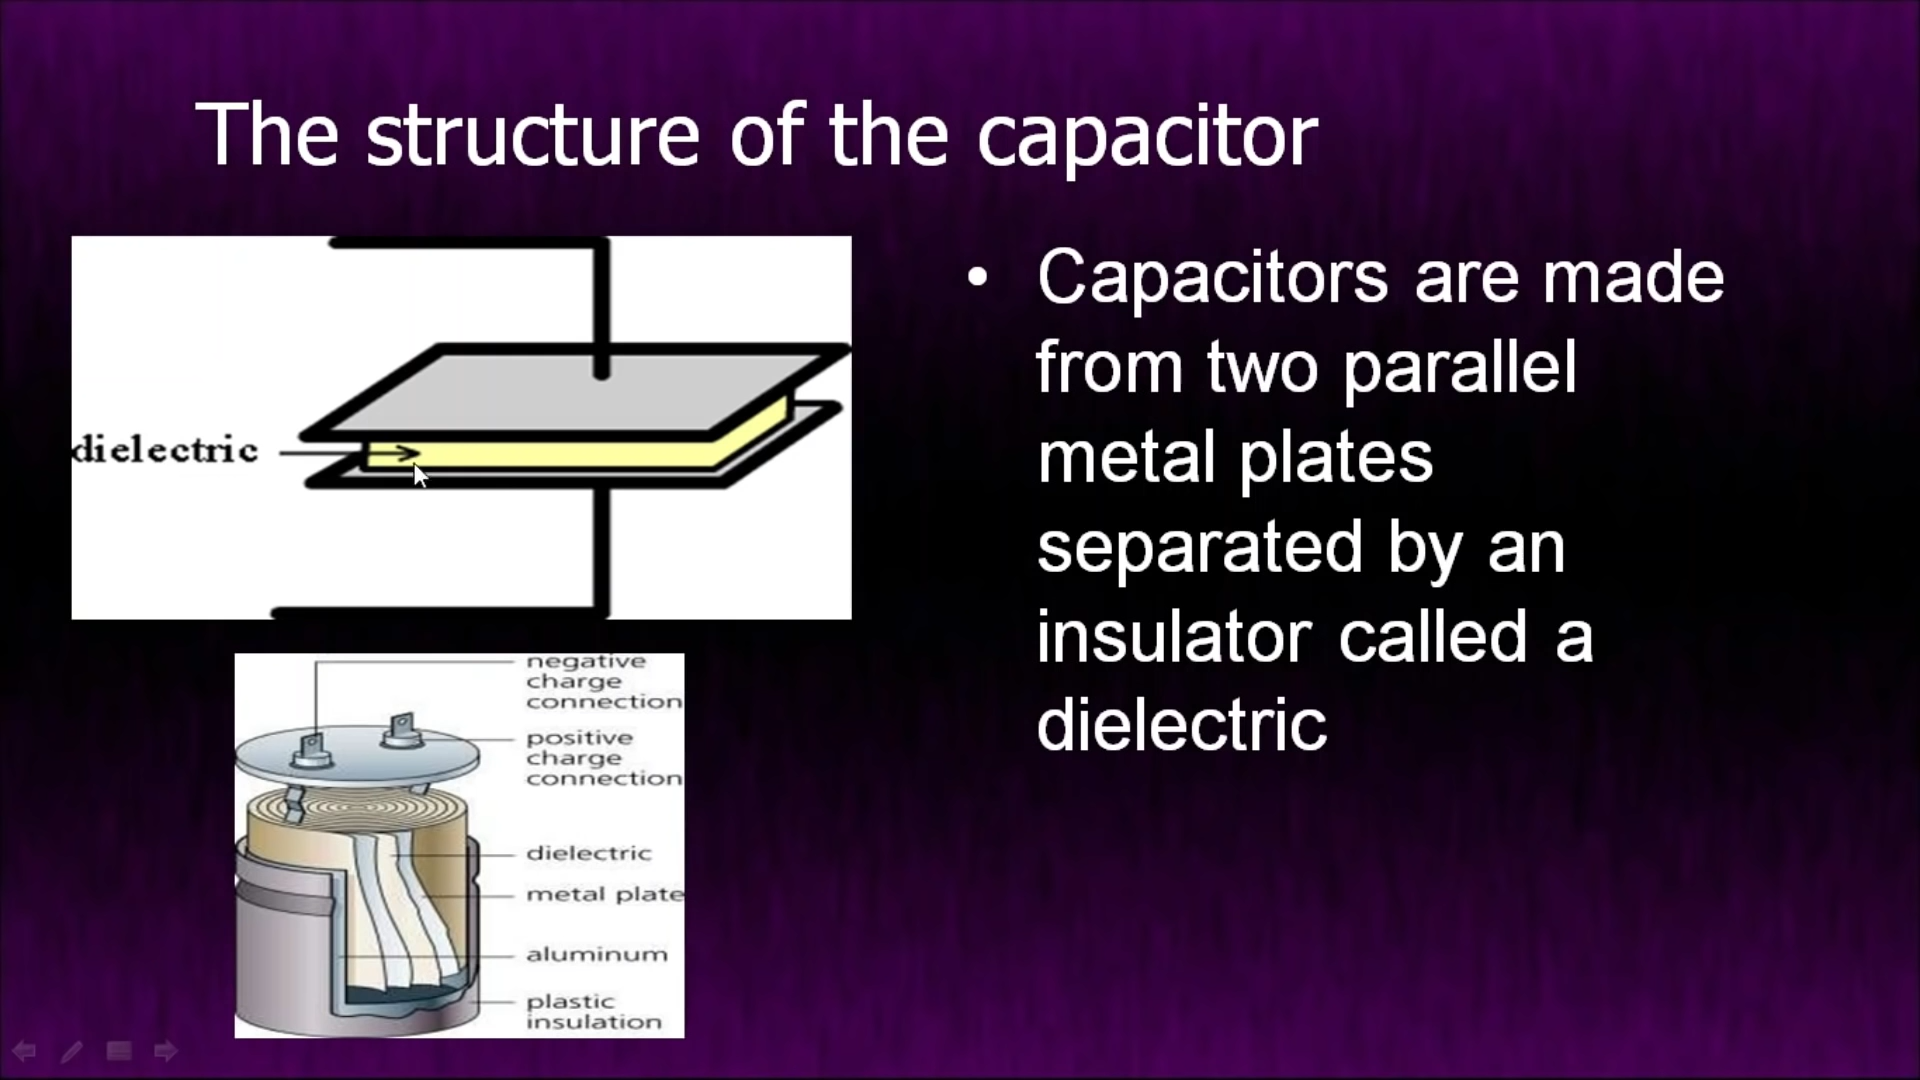 The structure of the capacitor
dielectric
• Capacitors are made
from two parallel
metal plates
separated by an
insulator called a
dielectric
negative
charge
connection
positive
charge
connection
dielectric
metal plate
aluminum
plastic
insulation